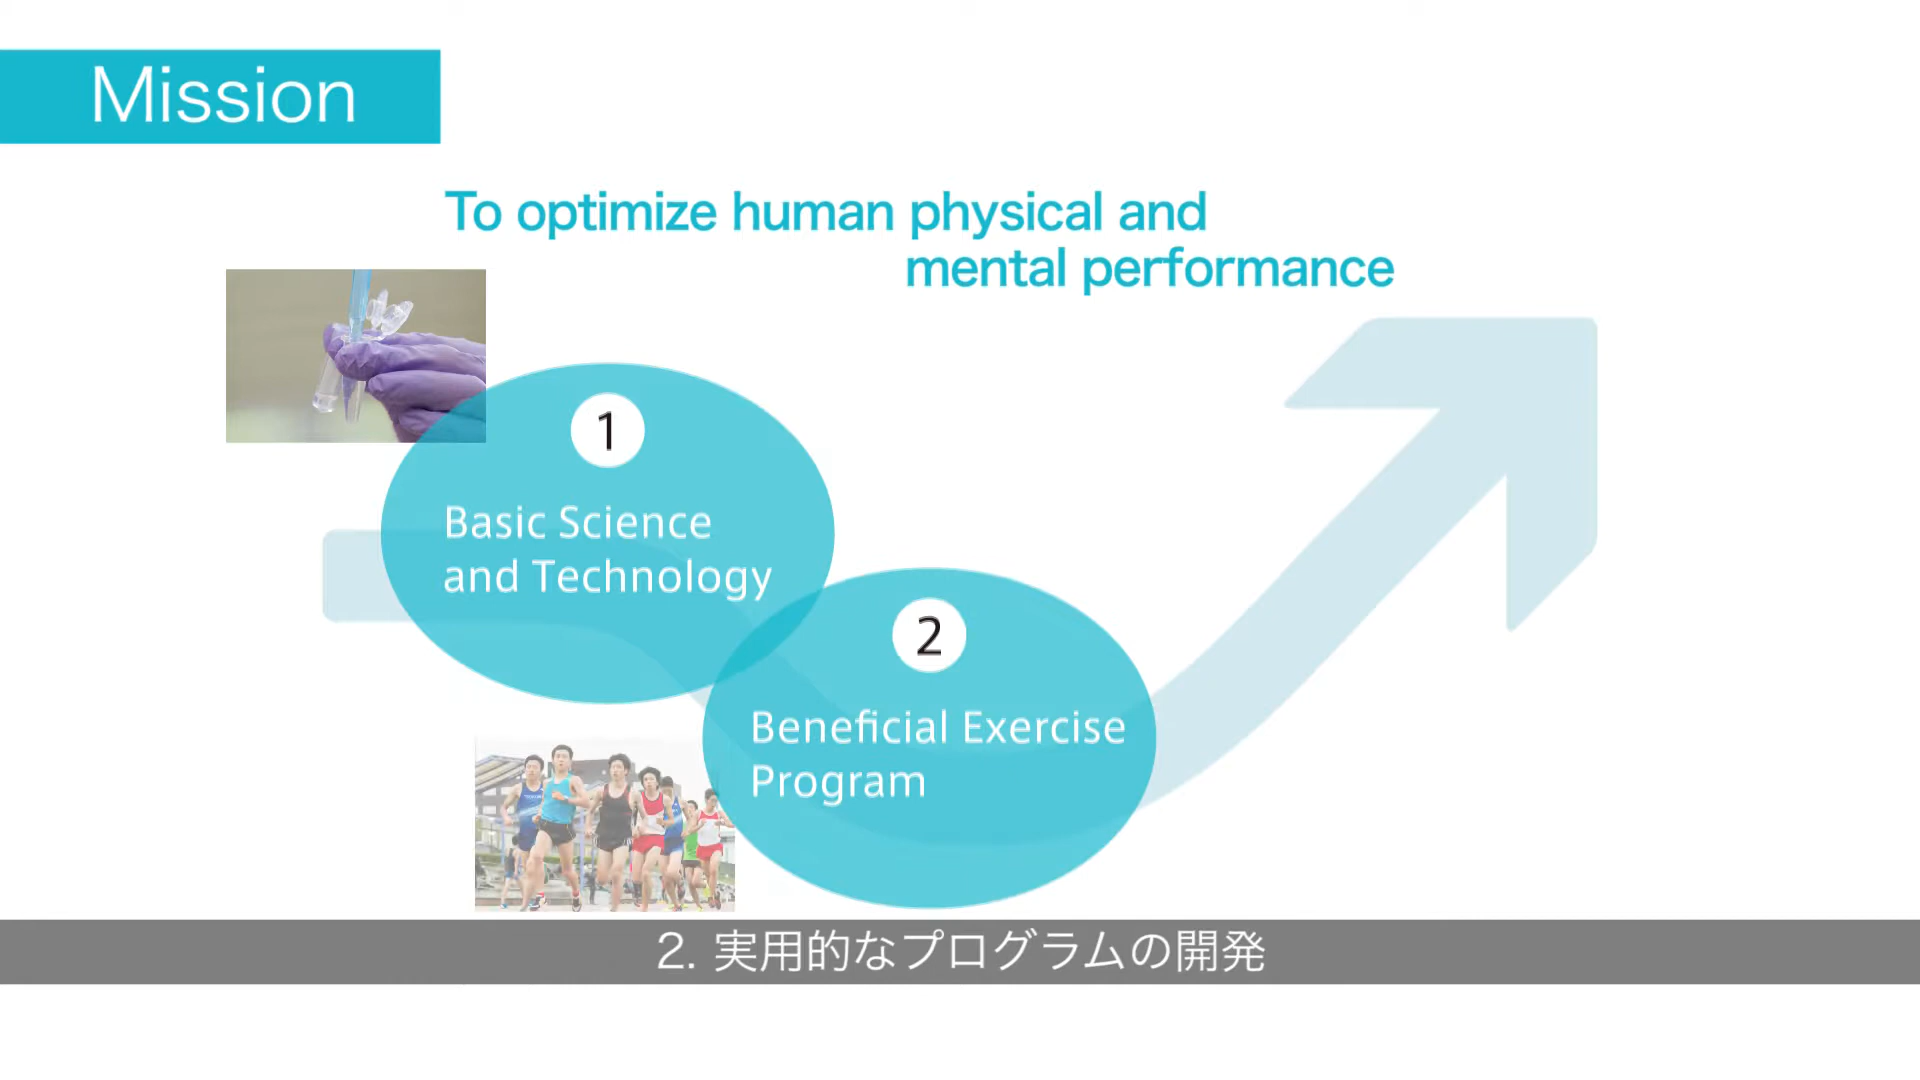 Mission
To optimize human physical and
mental performance
1
Basic Science
and Technology
2
Beneficial Exercise
Program
2. 実用的なプログラムの開発